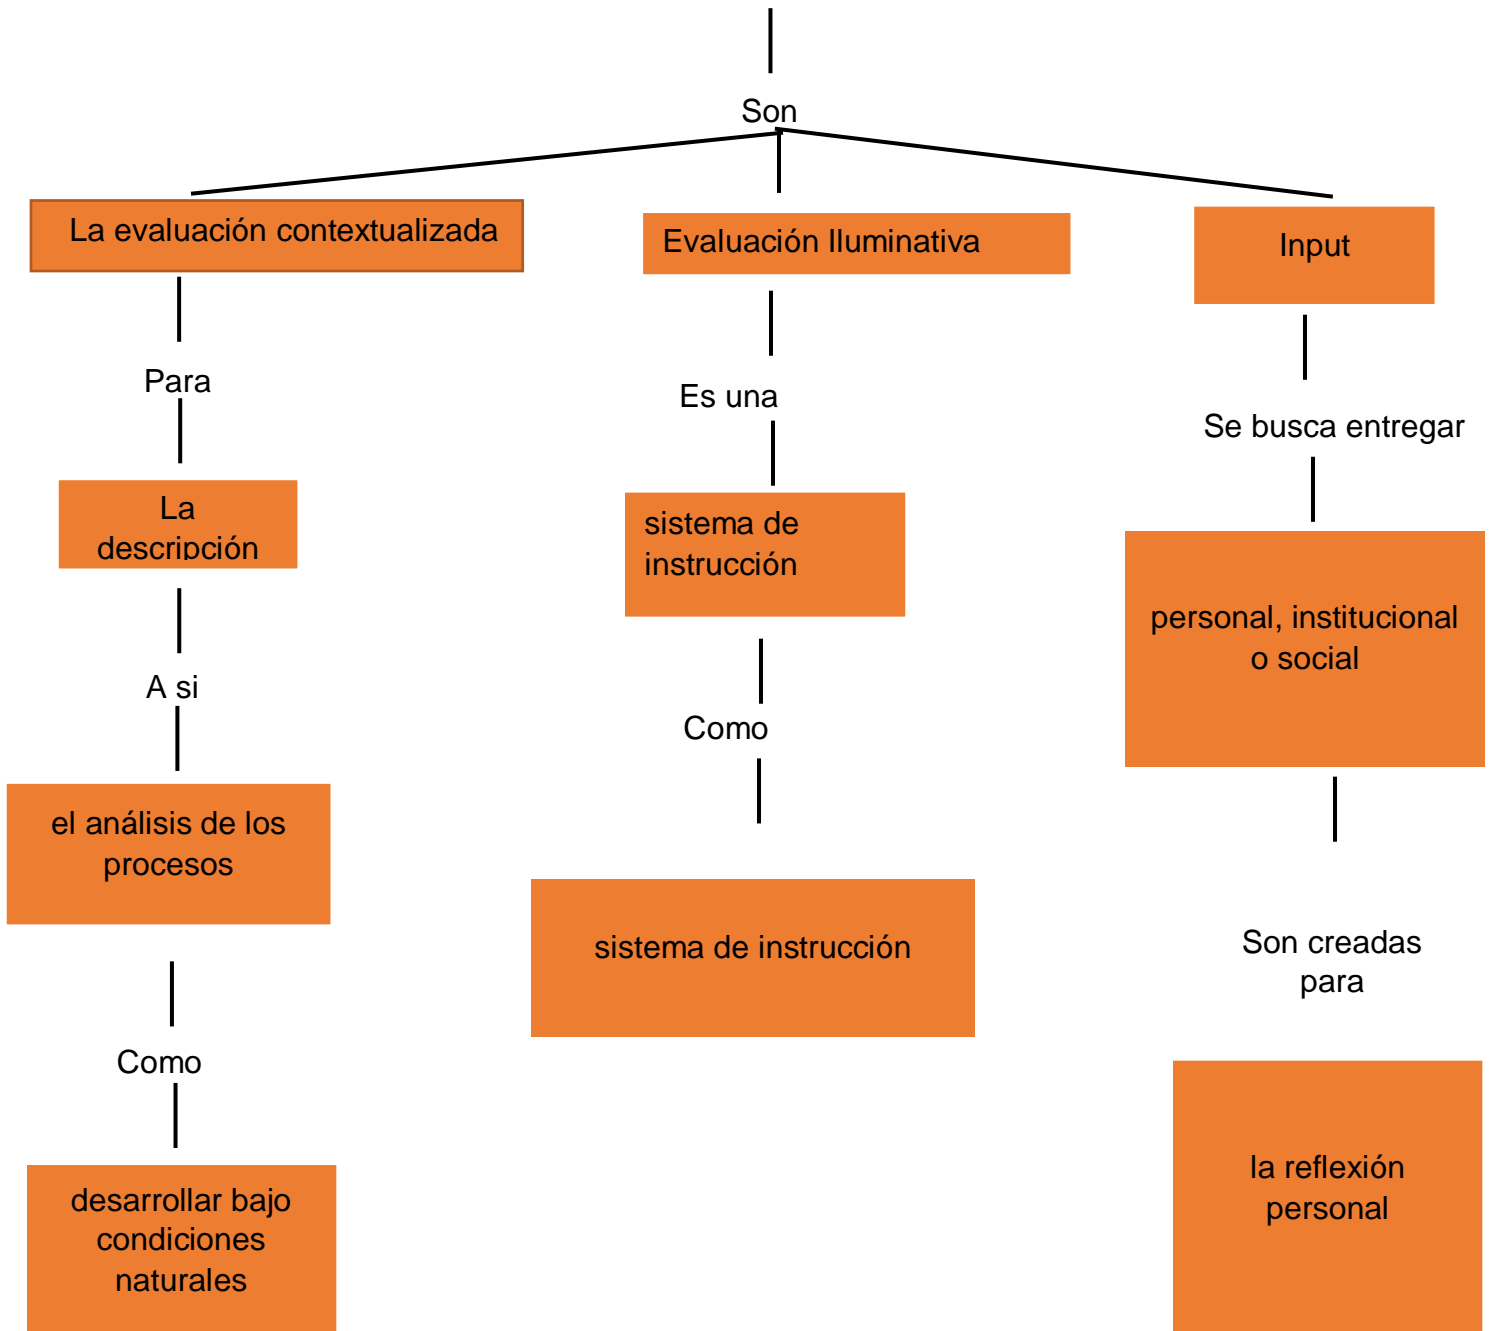 Son
La evaluación contextualizada
Evaluación Iluminativa
Input
Para
Es una
Se busca entregar
La
descripción
sistema de
instrucción
personal, institucional
o social
A si
Como
el análisis de los
procesos
sistema de instrucción
Son creadas
para
Como
desarrollar bajo
condiciones
naturales
la reflexión
personal